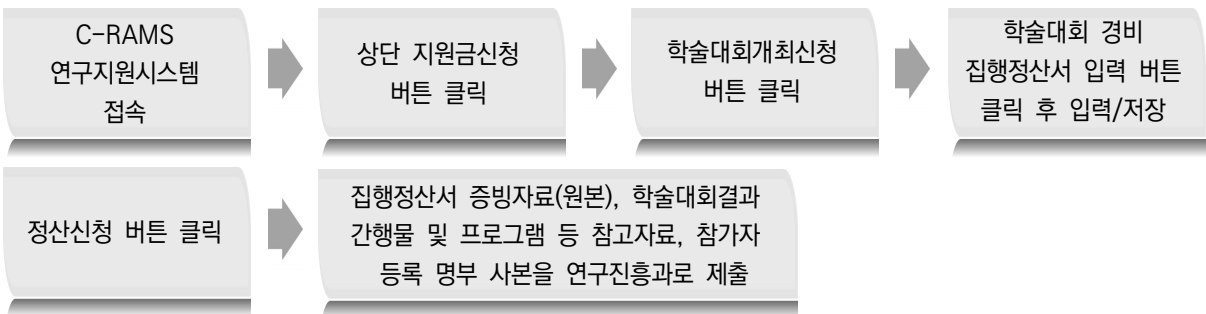 C-RAMS
연구지원시스템
접속
상단 지원금신청
버튼 클릭
학술대회개최신청
버튼 클릭
학술대회 경비
집행정산서 입력 버튼
클릭 후 입력/저장
정산신청 버튼 클릭
집행정산서 증빙자료(원본), 학술대회결과
간행물 및 프로그램 등 참고자료, 참가자
등록 명부 사본을 연구진흥과로 제출